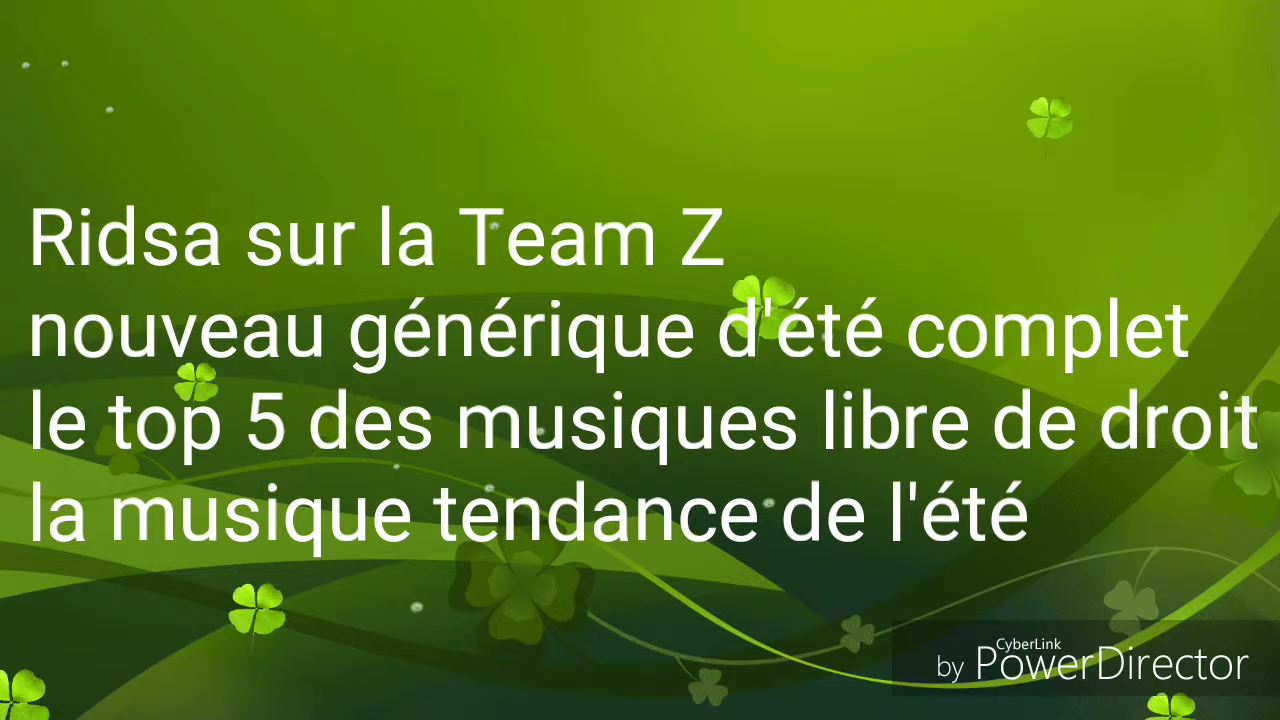 Ridsa sur la Team Z
nouveau générique d'été complet
le top 5 des musiques libre de droit
la musique tendance de l'été
CyberLink
by PowerDirector